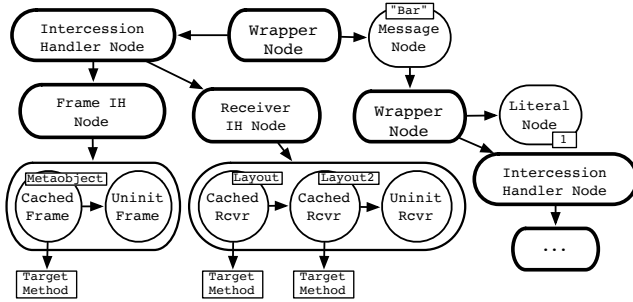 Intercession
Handler Node
Wrapper
Node
"Bar"
Message
Node
Frame IH
Node
Receiver
IH Node
Wrapper
Node
Literal
Node
1
Metaobject
Cached
Frame
Uninit
Frame
Layout
Cached
Rcvr
Layout2
Cached
Rcvr
Uninit
Rcvr
Intercession
Handler Node
...
Target
Method
Target
Method
Target
Method